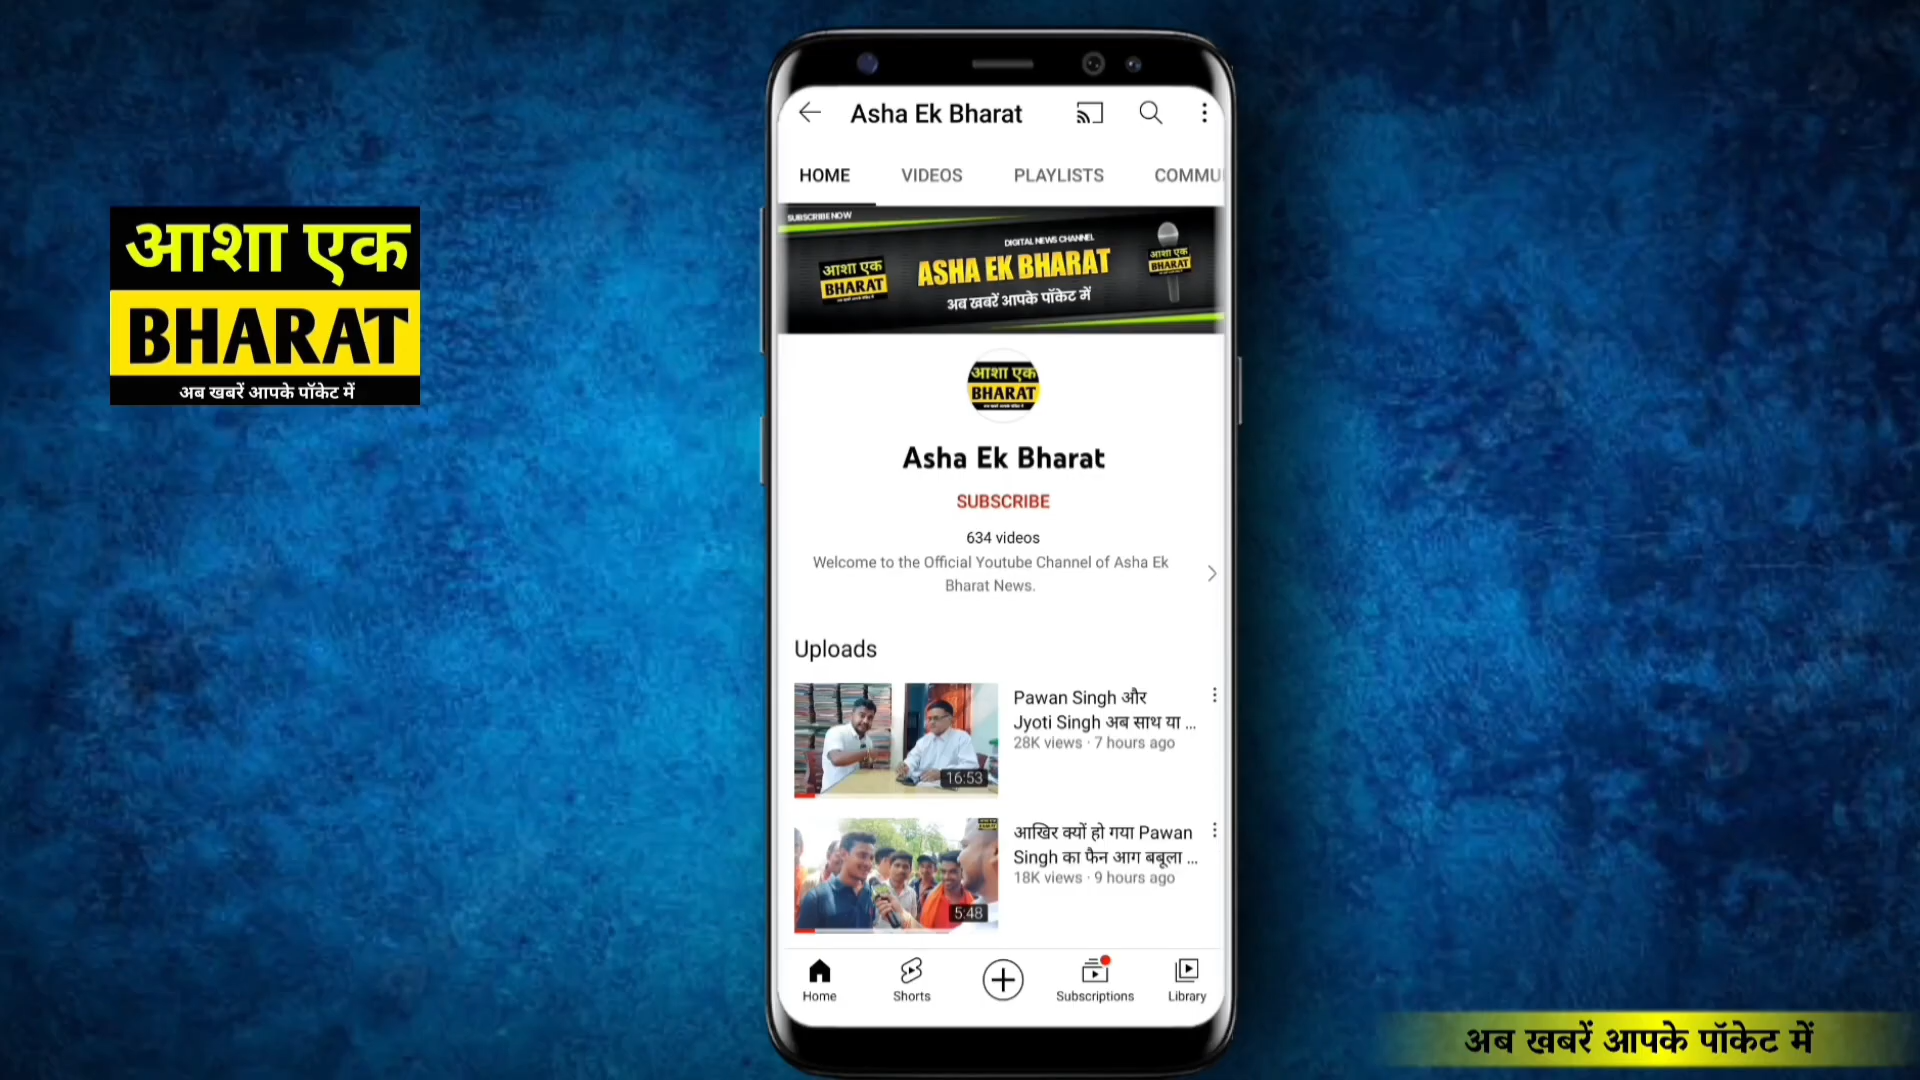 आशा एक
BHARAT
अब खबरें आपके पॉकेट में
Asha Ek Bharat
HOME
VIDEOS
PLAYLISTS
COMMU
SUBSCRIBE NOW
DIGITAL NEWS CHANNEL
ASHA EK BHARAT
अब खबरें आपके पॉकेट में
आशा एक
BHARAT
आशा एक
BHARAT
आशा एक
BHARAT
Asha Ek Bharat
SUBSCRIBE
634 videos
Welcome to the Official Youtube Channel of Asha Ek
Bharat News.
Uploads
Pawan Singh और
Jyoti Singh अब साथ या ...
28K views · 7 hours ago
16:53
आखिर क्यों हो गया Pawan
Singh का फैन आग बबूला ...
18K views · 9 hours ago
5:48
Home
Shorts
Subscriptions
Library
अब खबरें आपके पॉकेट में